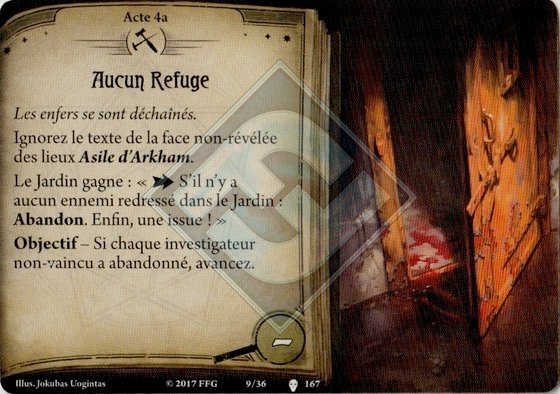 Acte 4a
Aucun Refuge
Les enfers se sont déchaînés.
Ignorez le texte de la face non-révélée
des lieux Asile d'Arkham.
Le Jardin gagne : « S'il n'y a
aucun ennemi redressé dans le Jardin :
Abandon. Enfin, une issue ! »
Objectif – Si chaque investigateur
non-vaincu a abandonné, avancez.
–
Illus. Jokubas Uogintas © 2017 FFG 9/36 167